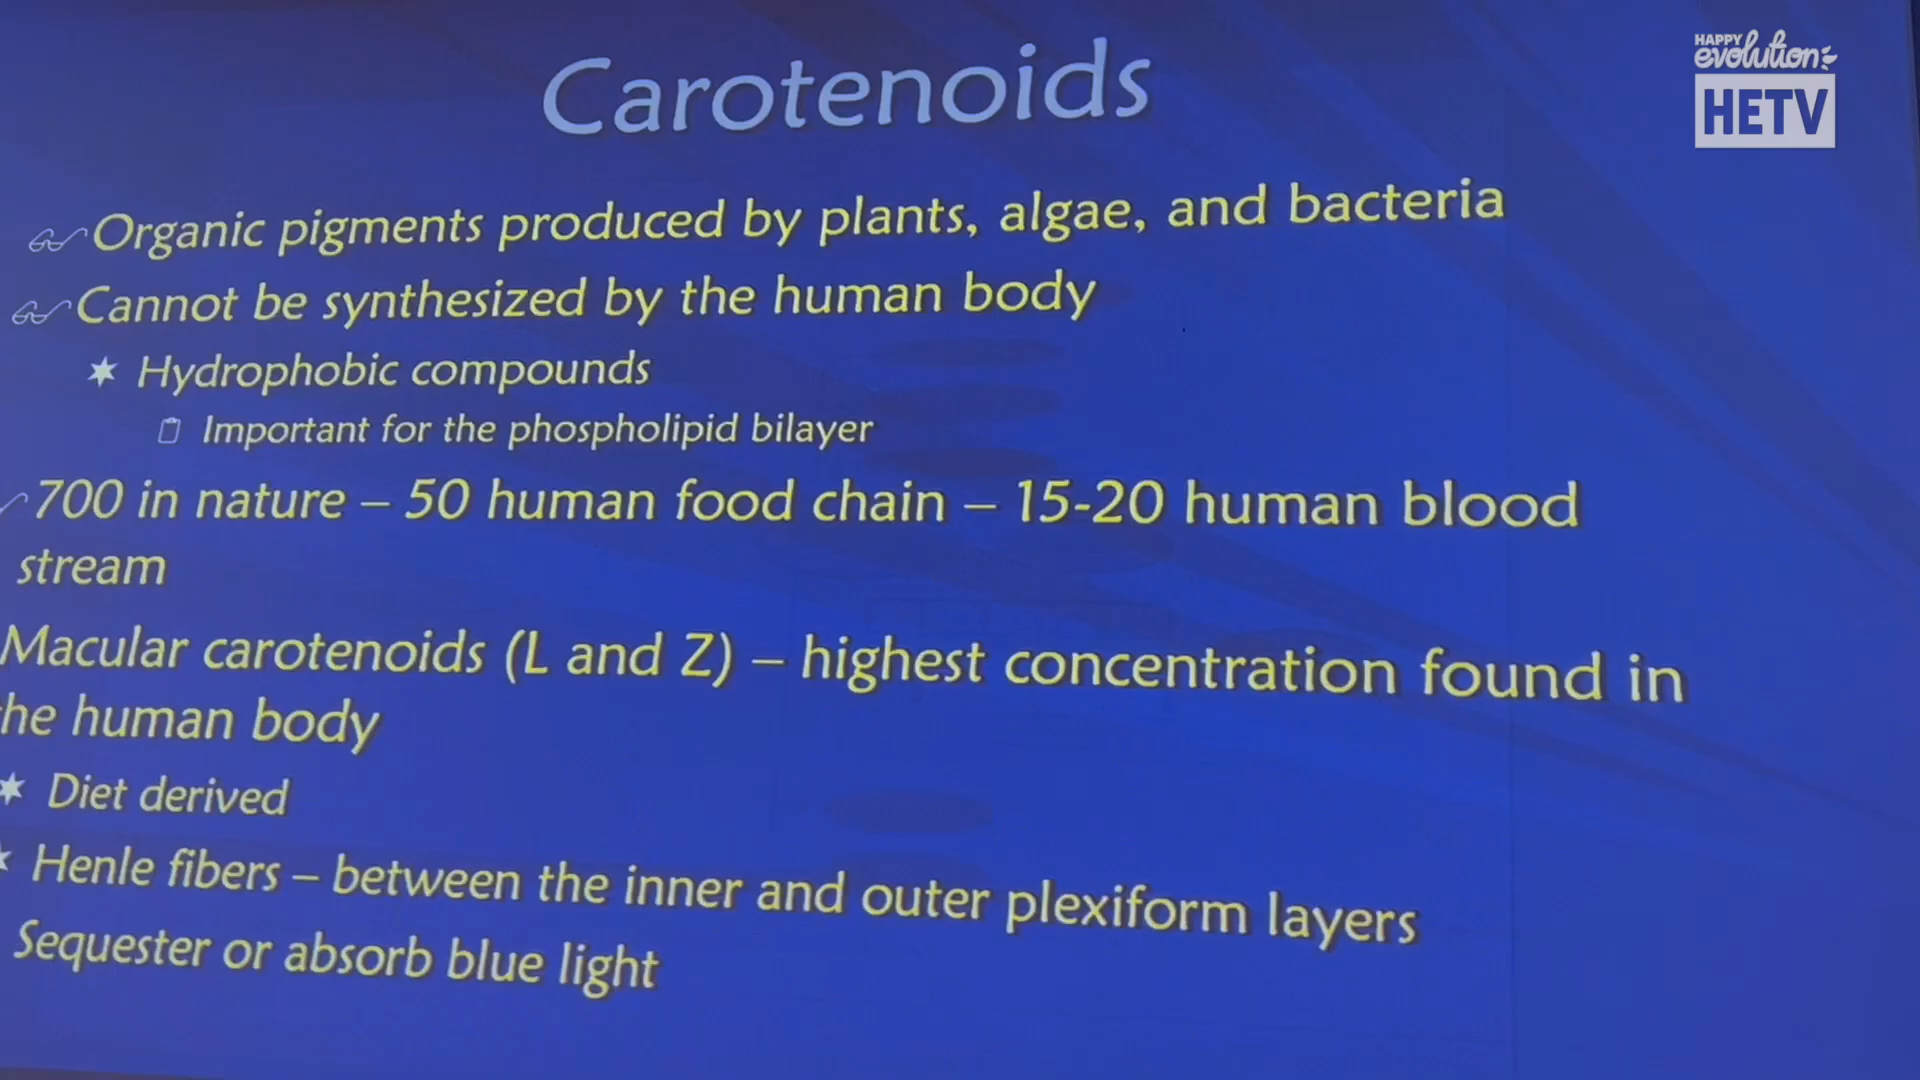 Carotenoids
HAPPY
evolution
HETV
Organic pigments produced by plants, algae, and bacteria
Cannot be synthesized by the human body
Hydrophobic compounds
Important for the phospholipid bilayer
700 in nature – 50 human food chain – 15-20 human blood
stream
Macular carotenoids (L and Z) – highest concentration found in
he human body
Diet derived
Henle fibers – between the inner and outer plexiform layers
Sequester or absorb blue light